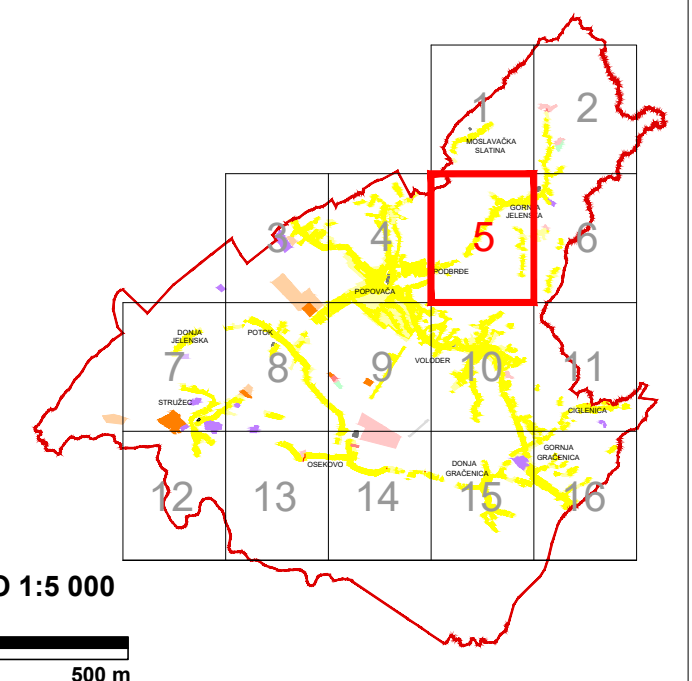 1
2
MOSLAVAČKA
SLATINA
3
4
5
6
GORNJA
JELENSKA
PODBRĐE
POPOVAČA
DONJA
JELENSKA
POTOK
7
8
9
10
11
VOLODER
STRUŽEC
CIGLENICA
OSEKOVO
DONJA
GRAČENICA
GORNJA
GRAČENICA
12
13
14
15
16
1:5 000
500 m